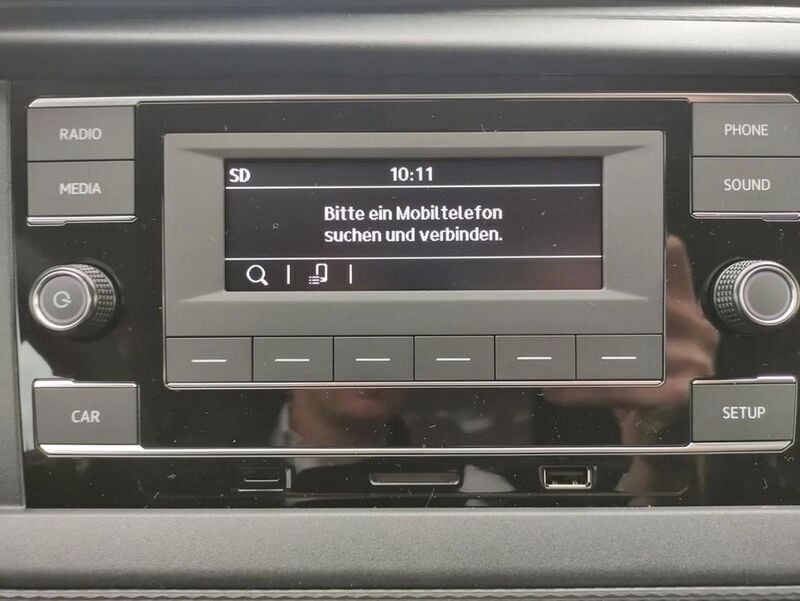 RADIO
MEDIA
PHONE
SOUND
SD 10:11
Bitte ein Mobiltelefon
suchen und verbinden.
CAR
SETUP